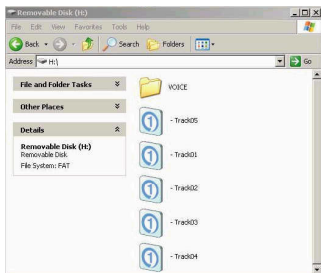 Removable Disk (H:)
File Edit View Favorites Tools Help
Back Search Folders
Address H:\ Go
File and Folder Tasks
Other Places
Details
Removable Disk (H:)
Removable Disk
File System: FAT
VOICE
- Track05
- Track01
- Track02
- Track03
- Track04